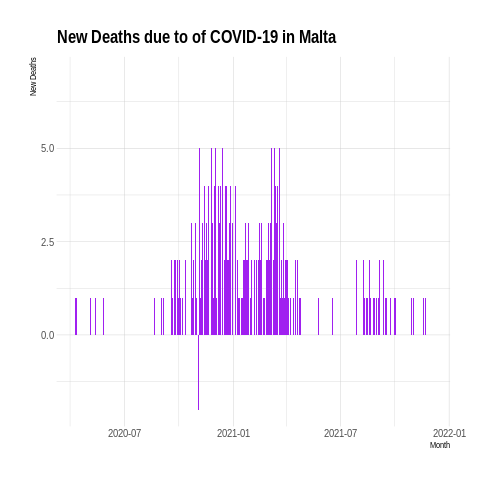 New Deaths due to of COVID-19 in Malta
New Deaths
5.0
2.5
0.0
2020-07 2021-01 2021-07 2022-01
Month